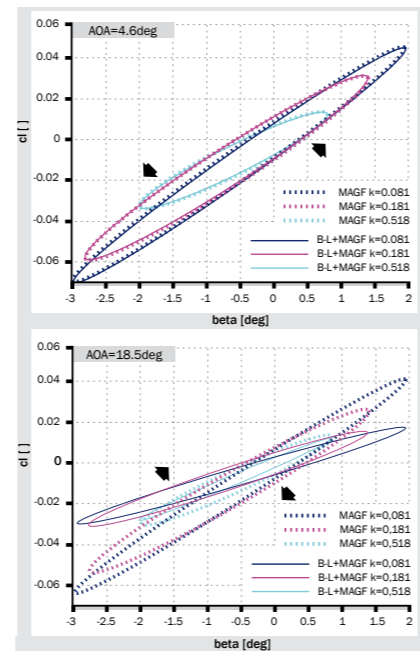 AOA=4.6deg
0.06
0.04
0.02
0
-0.02
-0.04
-0.06
cl [ ]
MAGF k=0.081
MAGF k=0.181
MAGF k=0.518
B-L+MAGF k=0.081
B-L+MAGF k=0.181
B-L+MAGF k=0.518
-3 -2.5 -2 -1.5 -1 -0.5 0 0.5 1 1.5 2
beta [deg]
AOA=18.5deg
0.06
0.04
0.02
0
-0.02
-0.04
-0.06
cl [ ]
MAGF k=0,081
MAGF k=0,181
MAGF k=0,518
B-L+MAGF k=0,081
B-L+MAGF k=0,181
B-L+MAGF k=0,518
-3 -2.5 -2 -1.5 -1 -0.5 0 0.5 1 1.5 2
beta [deg]